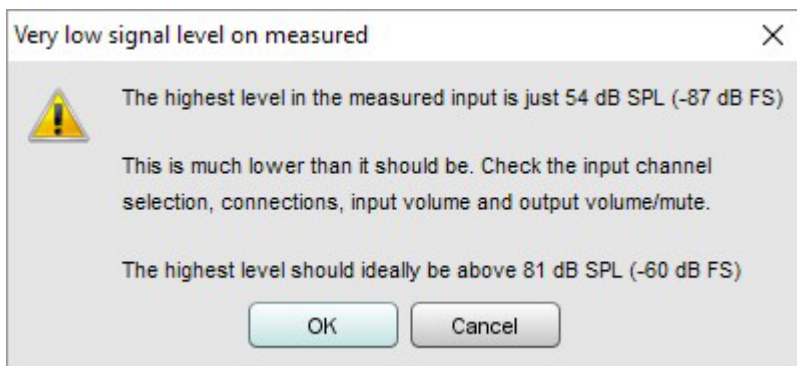 Very low signal level on measured
The highest level in the measured input is just 54 dB SPL (-87 dB FS)
This is much lower than it should be. Check the input channel
selection, connections, input volume and output volume/mute.
The highest level should ideally be above 81 dB SPL (-60 dB FS)
OK Cancel